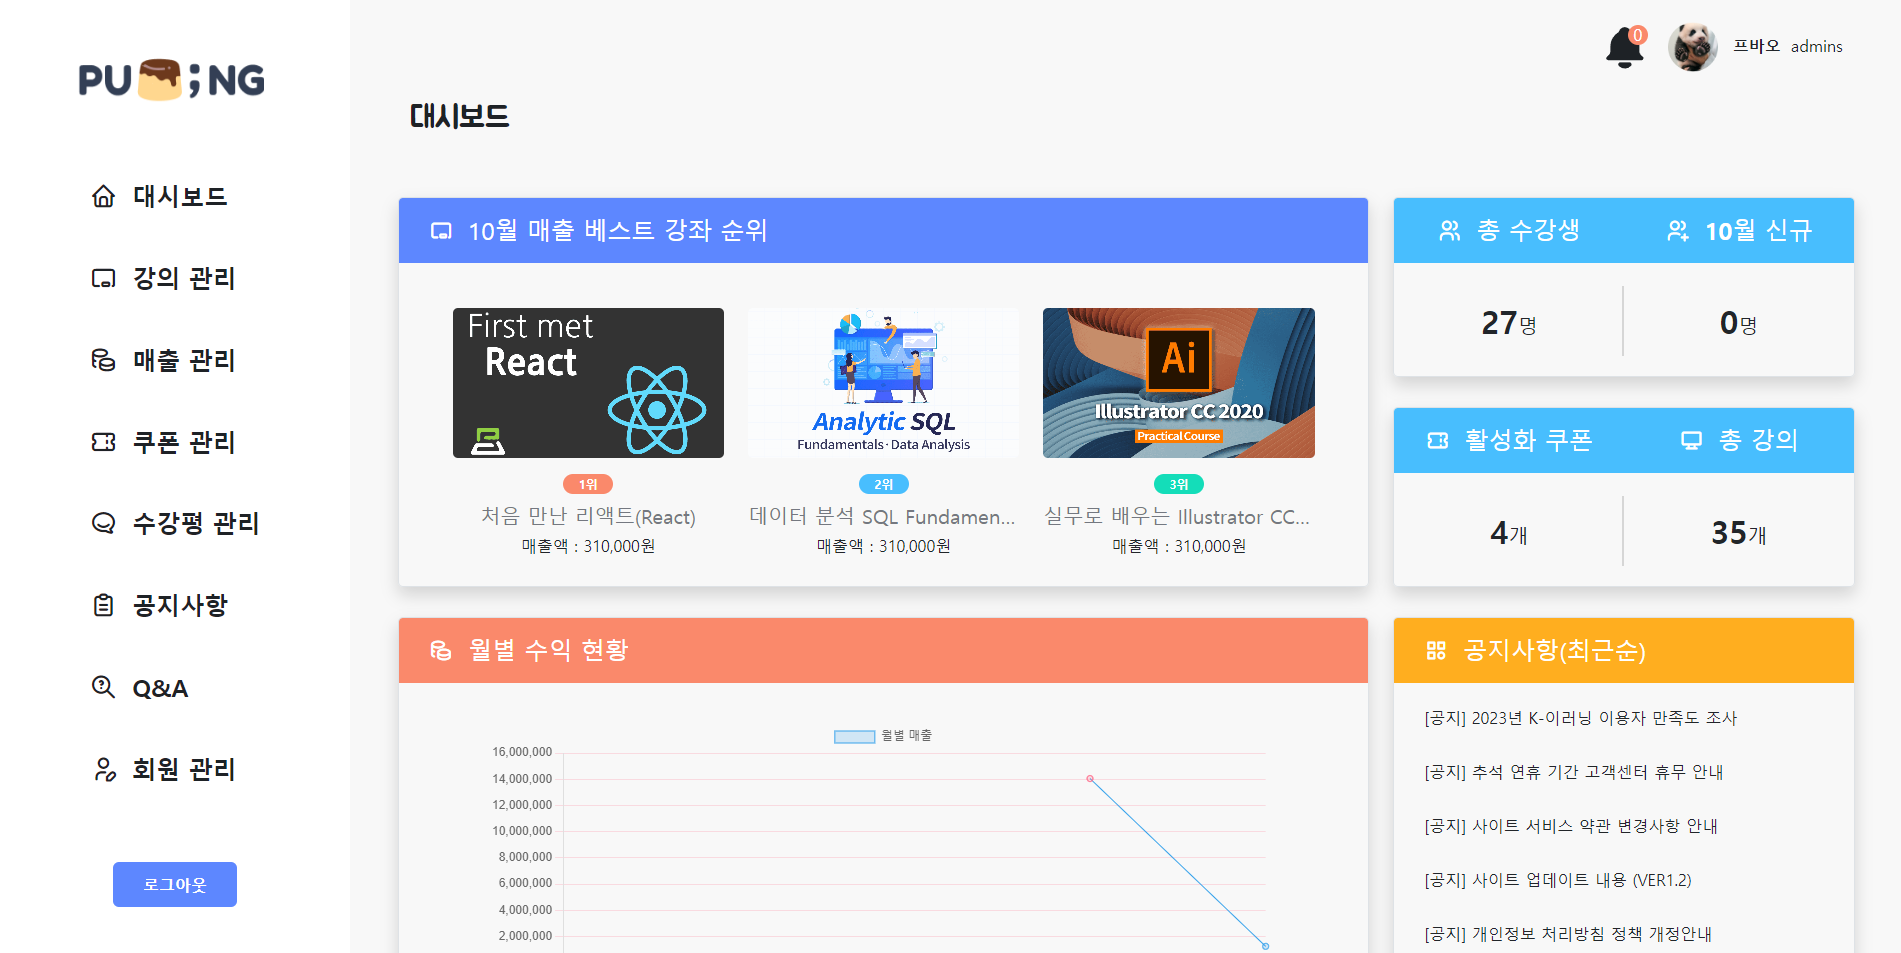 PU;NG
대시보드
강의 관리
매출 관리
쿠폰 관리
수강평 관리
공지사항
Q&A
회원 관리
로그아웃
0
프바오 admins
대시보드
10월 매출 베스트 강좌 순위
First met
React
Analytic SQL
Fundamentals · Data Analysis
Ai
Illustrator CC 2020
Practical Course
1위
2위
3위
처음 만난 리액트(React)
데이터 분석 SQL Fundamen...
실무로 배우는 Illustrator CC...
매출액 : 310,000원
매출액 : 310,000원
매출액 : 310,000원
총 수강생
10월 신규
27명
0명
활성화 쿠폰
총 강의
4개
35개
월별 수익 현황
월별 매출
16,000,000
14,000,000
12,000,000
10,000,000
8,000,000
6,000,000
4,000,000
2,000,000
공지사항(최근순)
[공지] 2023년 K-이러닝 이용자 만족도 조사
[공지] 추석 연휴 기간 고객센터 휴무 안내
[공지] 사이트 서비스 약관 변경사항 안내
[공지] 사이트 업데이트 내용 (VER1.2)
[공지] 개인정보 처리방침 정책 개정안내